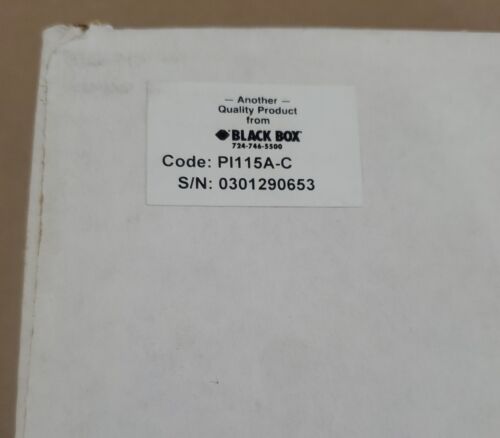 — Another —
Quality Product
from
BLACK BOX
724-746-5500
Code: PI115A-C
S/N: 0301290653